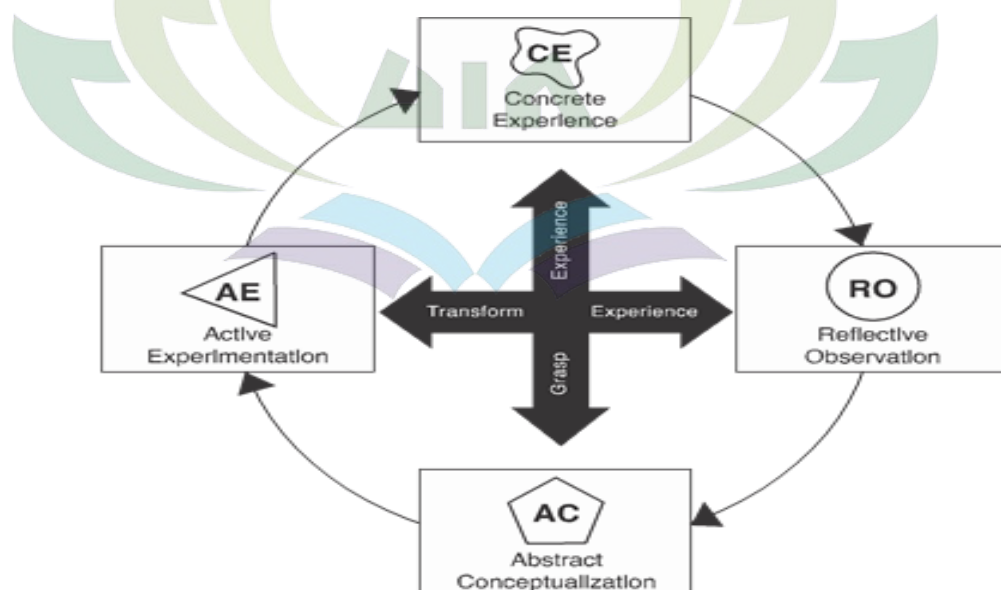 CE
Concrete
Experience
Experience
AE
Active
Experimentation
Transform
Experience
RO
Reflective
Observation
Grasp
AC
Abstract
Conceptualization